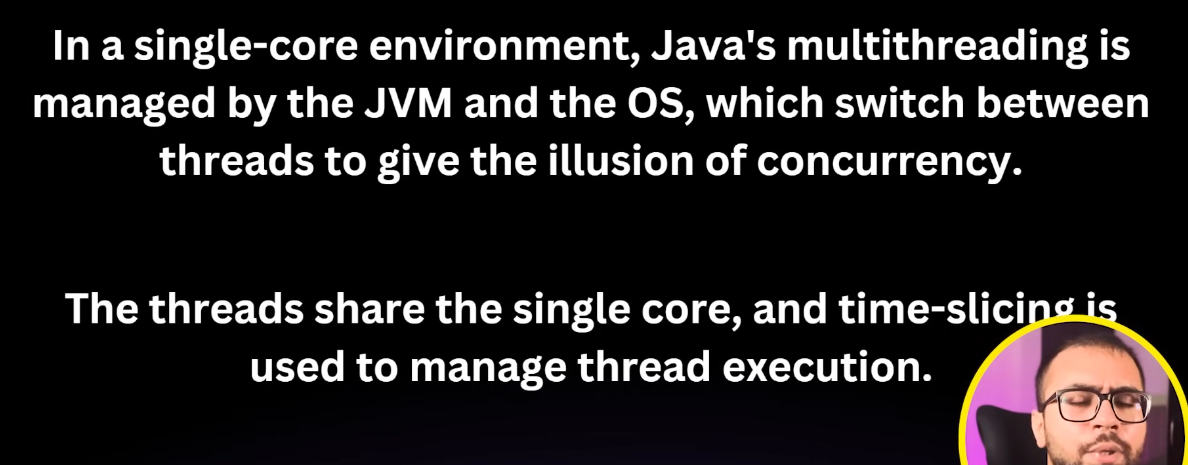 In a single-core environment, Java's multithreading is
managed by the JVM and the OS, which switch between
threads to give the illusion of concurrency.
The threads share the single core, and time-slicing is
used to manage thread execution.